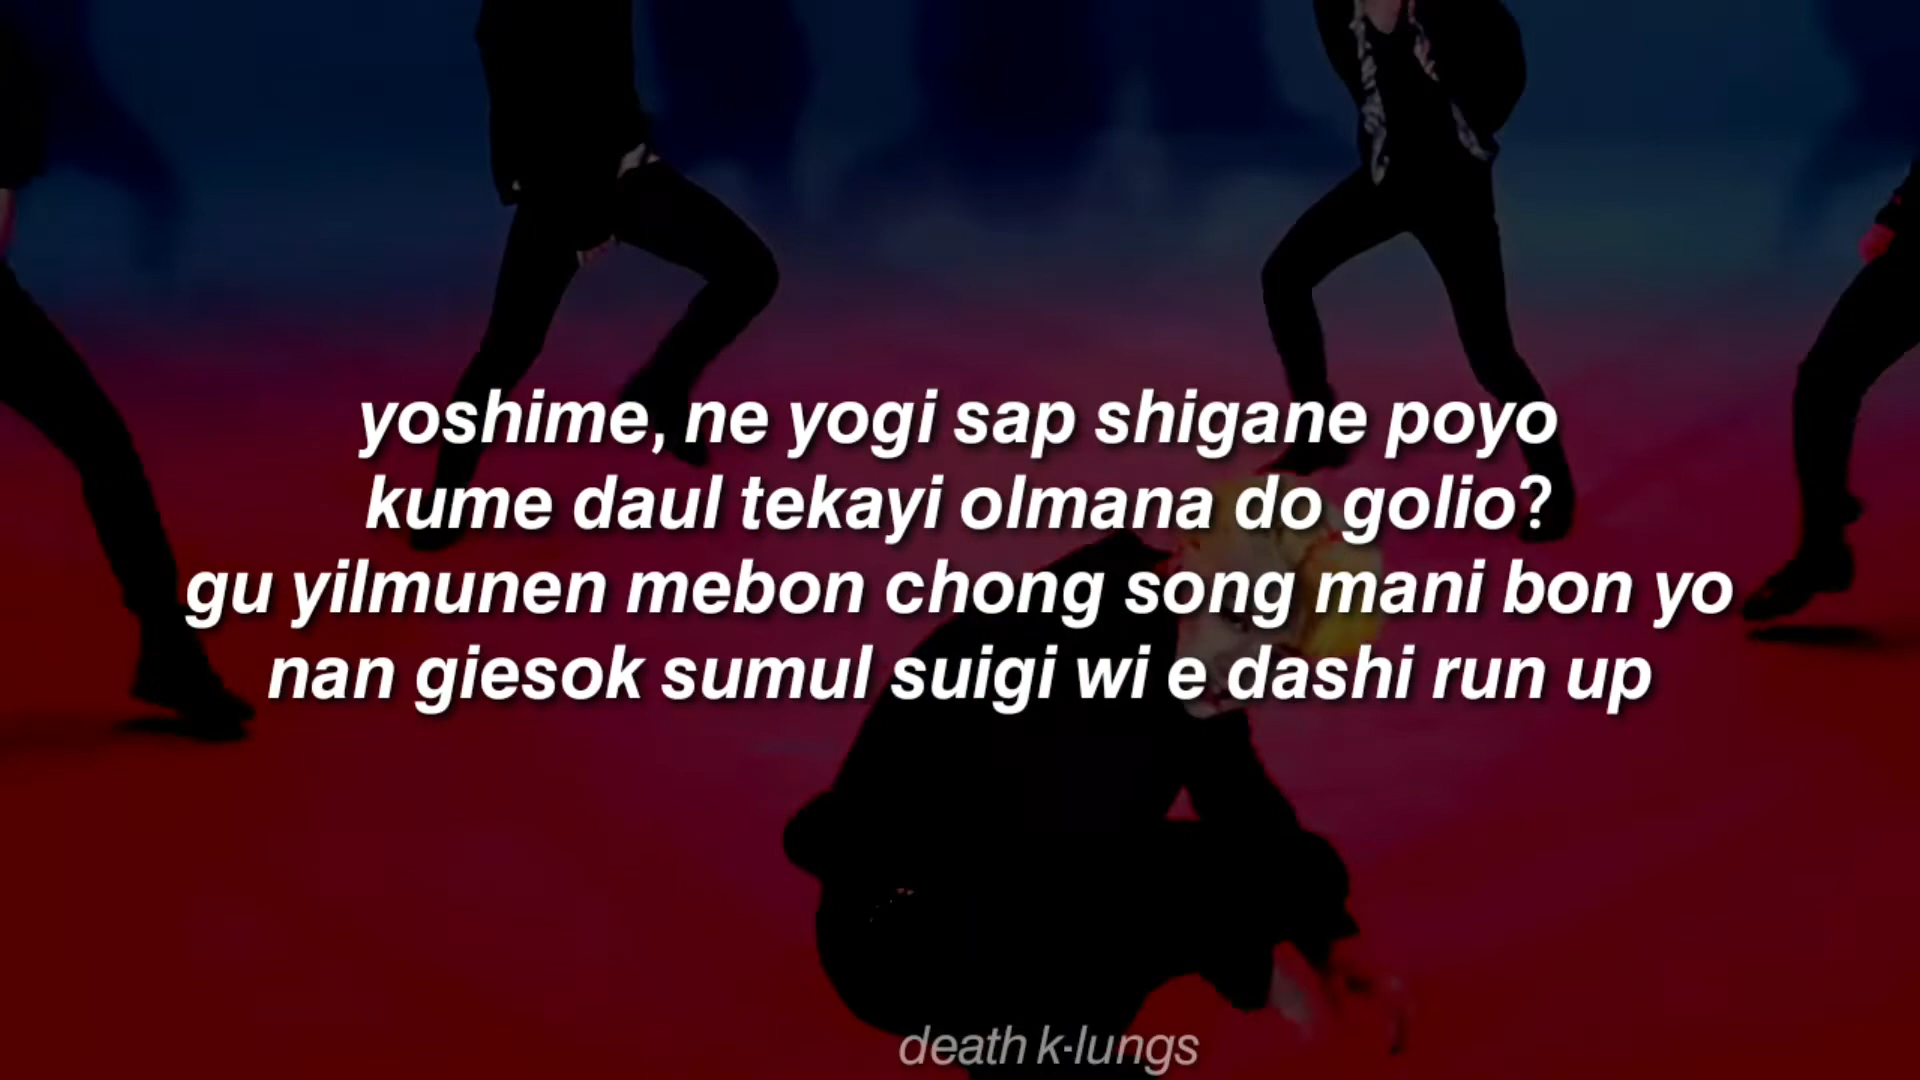 yoshime, ne yogi sap shigane poyo
kume daul tekayi olmana do golio?
gu yilmunen mebon chong song mani bon yo
nan giesok sumul suigi wi e dashi run up
death k-lungs